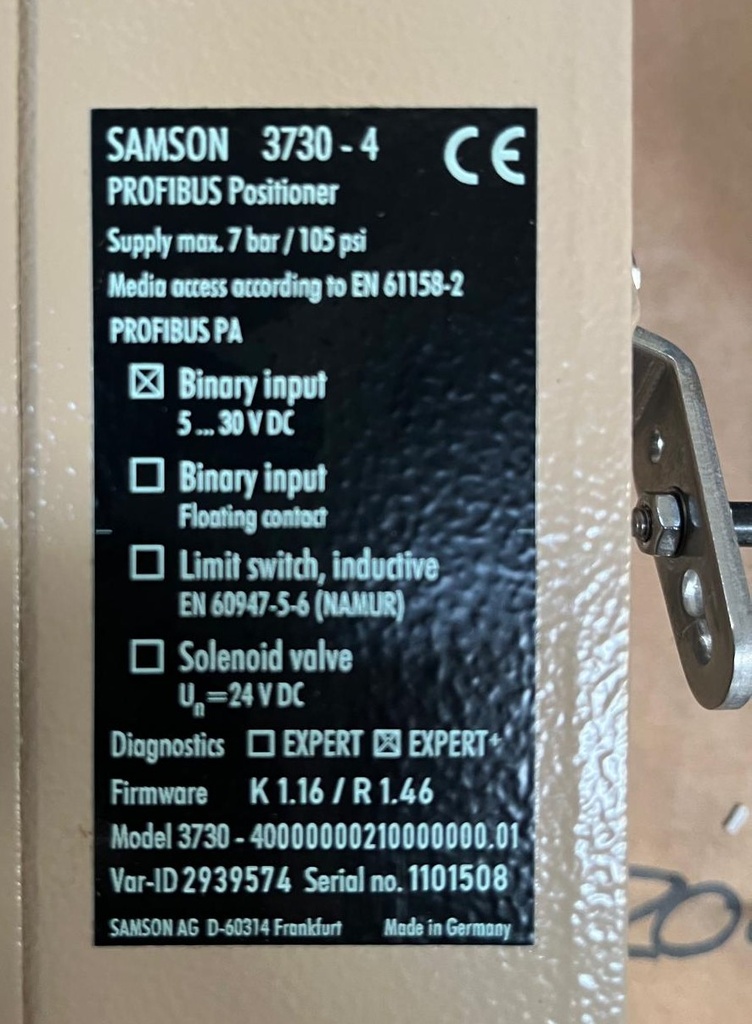 SAMSON 3730 - 4 CE
PROFIBUS Positioner
Supply max. 7 bar / 105 psi
Media access according to EN 61158-2
PROFIBUS PA
☒ Binary input
5 ... 30 V DC
☐ Binary input
Floating contact
☐ Limit switch, inductive
EN 60947-5-6 (NAMUR)
☐ Solenoid valve
Un=24 V DC
Diagnostics ☐ EXPERT ☒ EXPERT+
Firmware K 1.16 / R 1.46
Model 3730 - 40000000210000000.01
Var-ID 2939574 Serial no. 1101508
SAMSON AG D-60314 Frankfurt Made in Germany